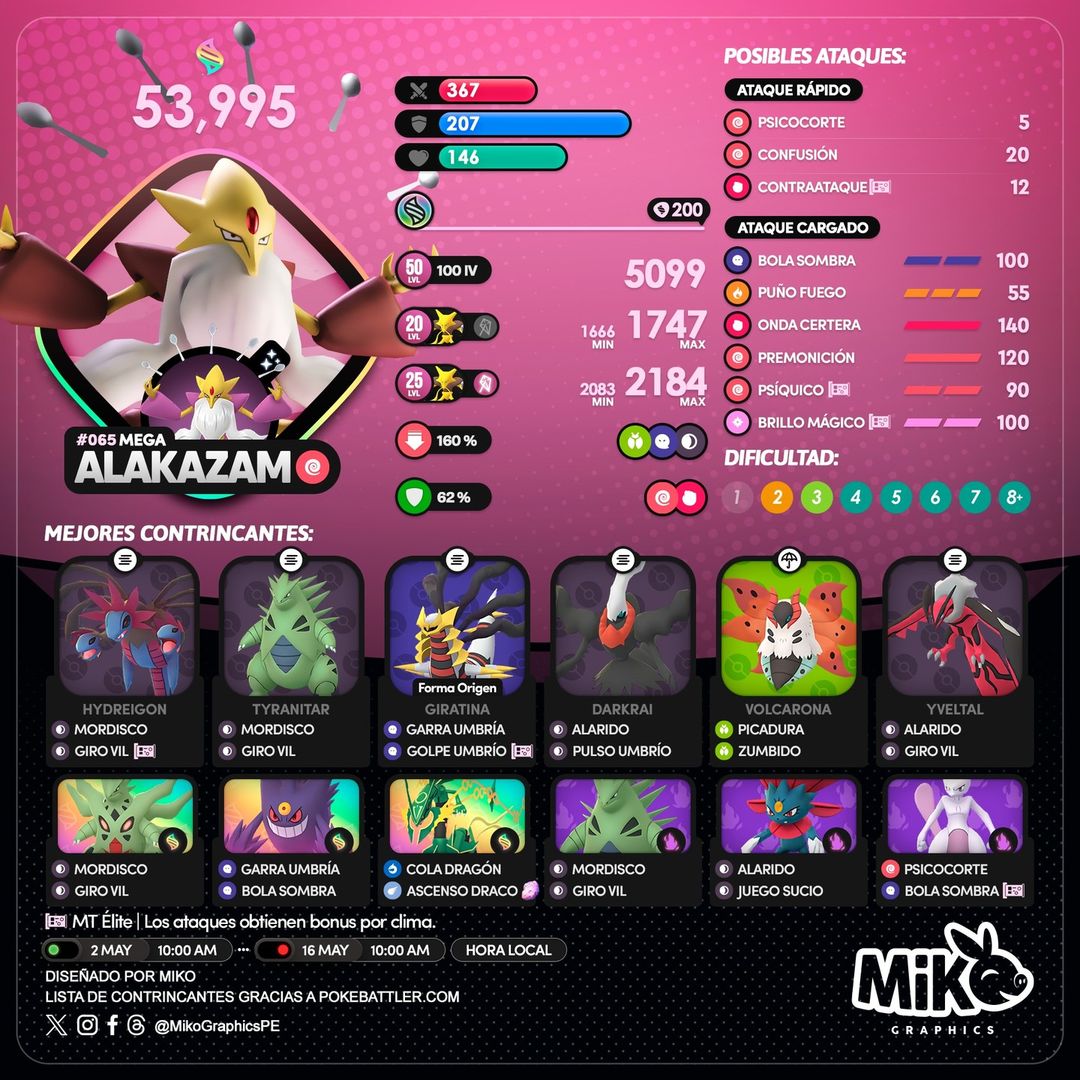 53,995
367
207
146
200
50 LVL 100 IV 5099
20 LVL 1666 MIN 1747 MAX
25 LVL 2083 MIN 2184 MAX
160 %
62 %
#065 MEGA
ALAKAZAM
POSIBLES ATAQUES:
ATAQUE RÁPIDO
PSICOCORTE 5
CONFUSIÓN 20
CONTRAATAQUE 12
ATAQUE CARGADO
BOLA SOMBRA 100
PUÑO FUEGO 55
ONDA CERTERA 140
PREMONICIÓN 120
PSÍQUICO 90
BRILLO MÁGICO 100
DIFICULTAD:
1 2 3 4 5 6 7 8+
MEJORES CONTRINCANTES:
HYDREIGON
MORDISCO
GIRO VIL
TYRANITAR
MORDISCO
GIRO VIL
Forma Origen
GIRATINA
GARRA UMBRÍA
GOLPE UMBRÍO
DARKRAI
ALARIDO
PULSO UMBRÍO
VOLCARONA
PICADURA
ZUMBIDO
YVELTAL
ALARIDO
GIRO VIL
MORDISCO
GIRO VIL
GARRA UMBRÍA
BOLA SOMBRA
COLA DRAGÓN
ASCENSO DRACO
MORDISCO
GIRO VIL
ALARIDO
JUEGO SUCIO
PSICOCORTE
BOLA SOMBRA
MT Élite | Los ataques obtienen bonus por clima.
2 MAY 10:00 AM ... 16 MAY 10:00 AM HORA LOCAL
DISEÑADO POR MIKO
LISTA DE CONTRINCANTES GRACIAS A POKEBATTLER.COM
@MikoGraphicsPE
MiKO
GRAPHICS